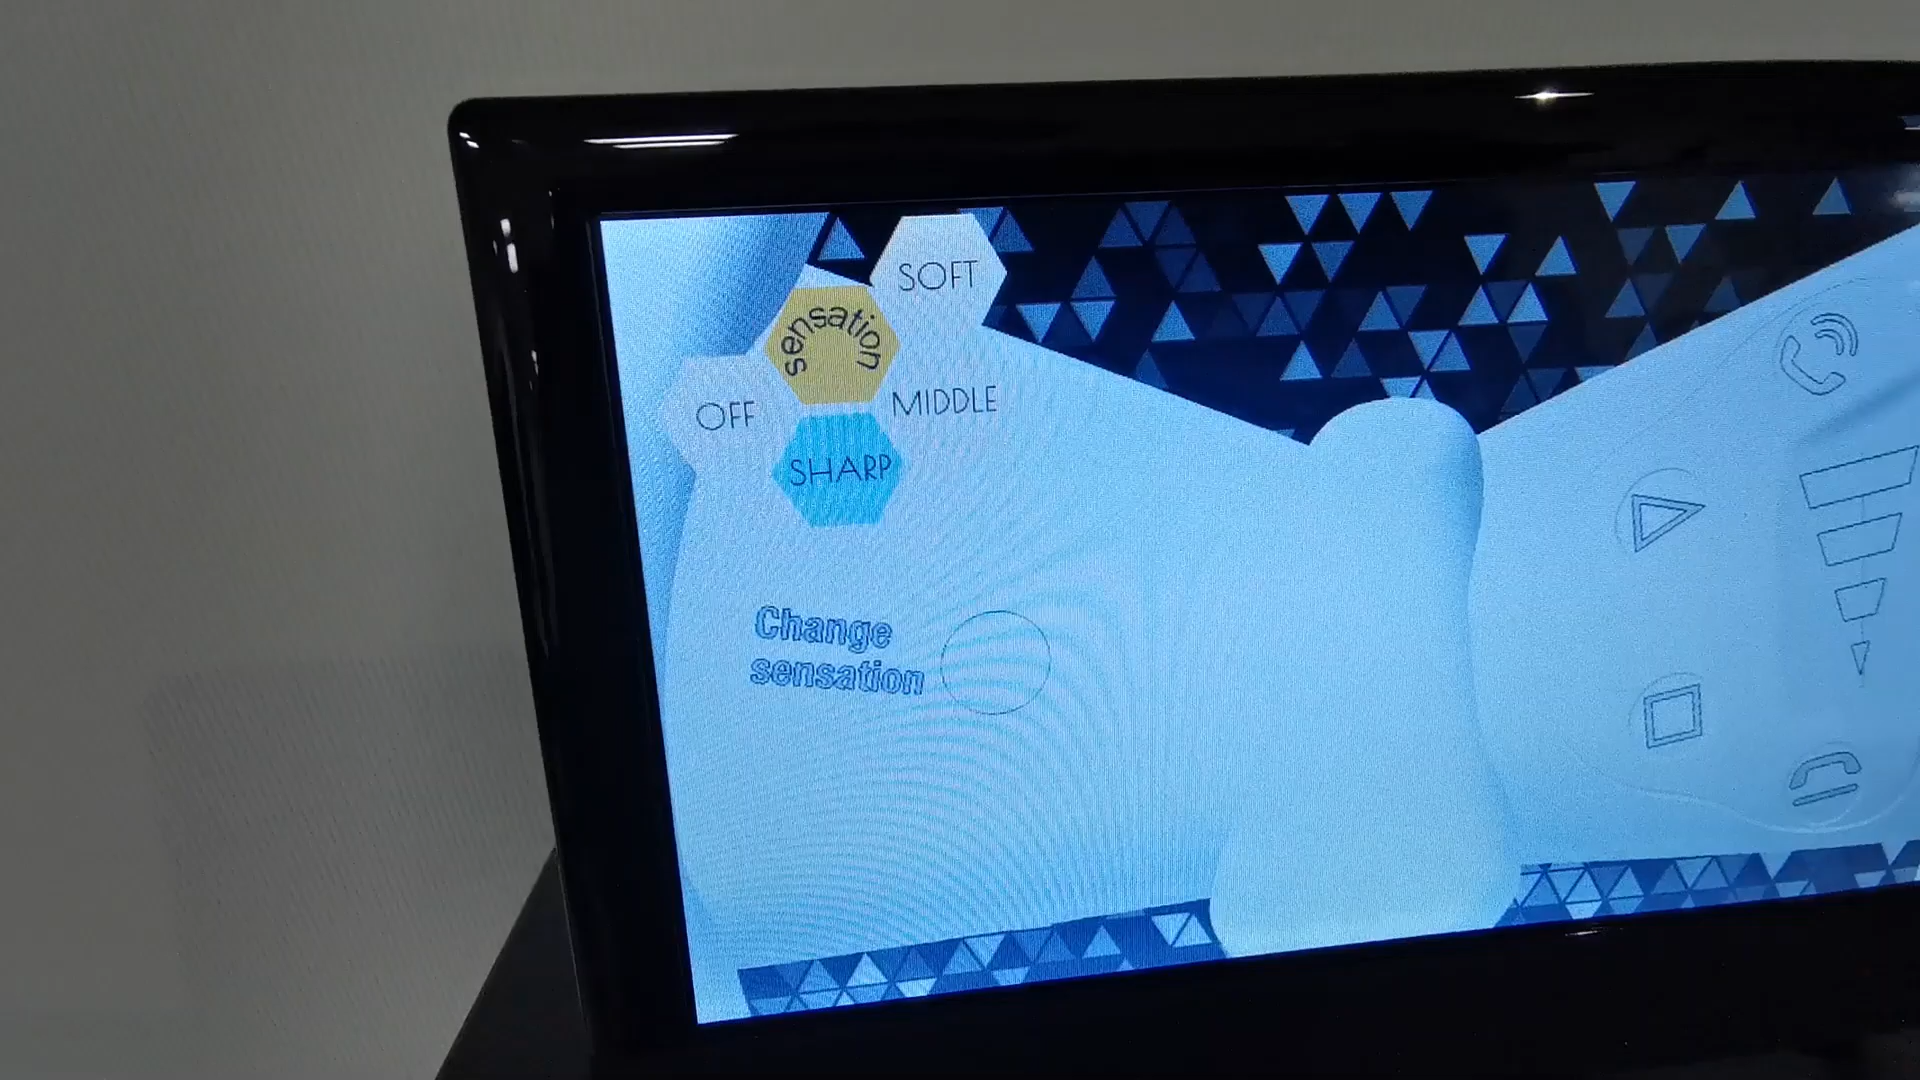 SOFT
sensation
OFF
MIDDLE
SHARP
Change
sensation